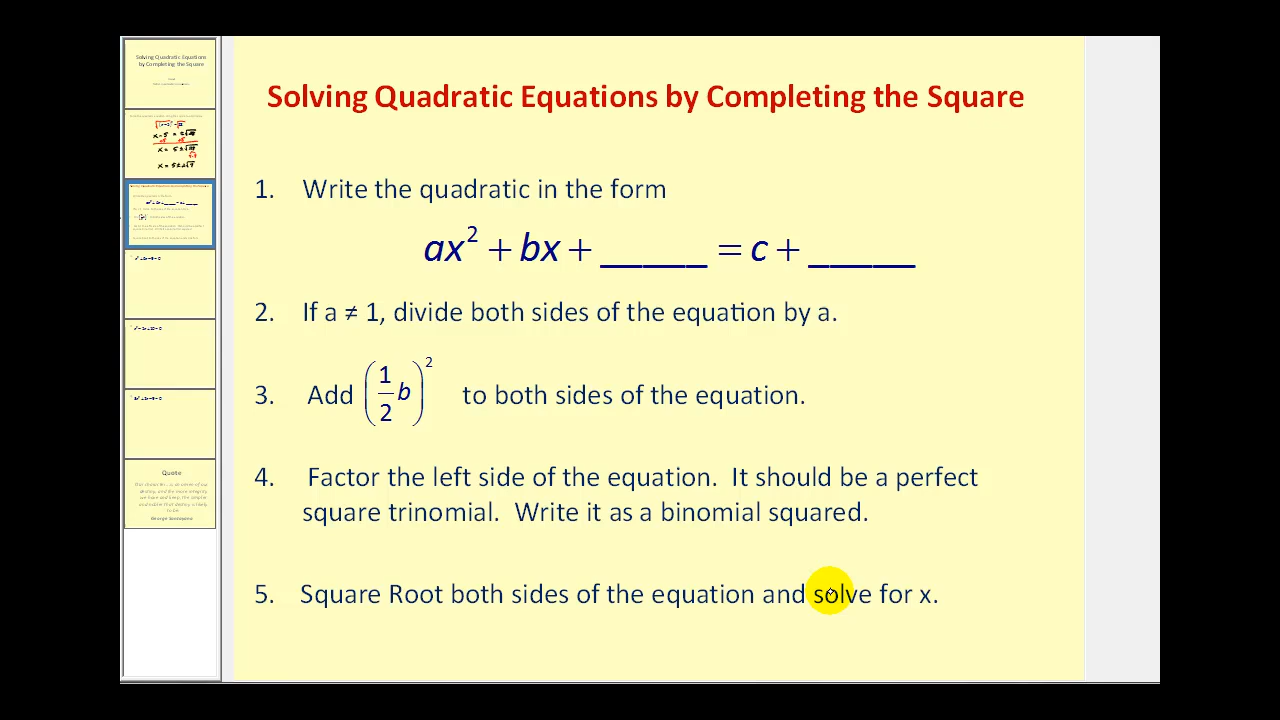 Solving Quadratic Equations
by Completing the Square
Solving Quadratic Equations by Completing the Square
1. Write the quadratic in the form
ax² + bx + _____ = c + _____
2. If a ≠ 1, divide both sides of the equation by a.
3. Add (1/2 b)² to both sides of the equation.
4. Factor the left side of the equation. It should be a perfect
square trinomial. Write it as a binomial squared.
5. Square Root both sides of the equation and solve for x.
Quote